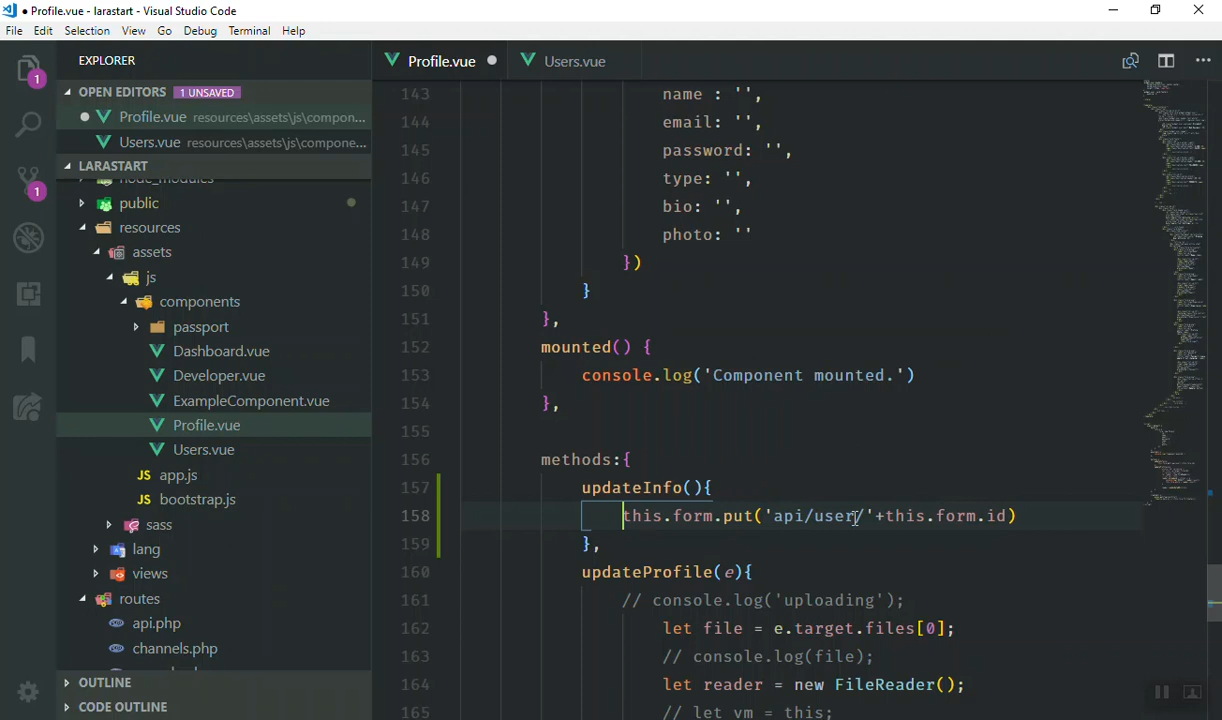 ● Profile.vue - larastart - Visual Studio Code
File Edit Selection View Go Debug Terminal Help
EXPLORER
OPEN EDITORS 1 UNSAVED
Profile.vue resources\assets\js\compon...
Users.vue resources\assets\js\compone...
LARASTART
node_modules
public
resources
assets
js
components
passport
Dashboard.vue
Developer.vue
ExampleComponent.vue
Profile.vue
Users.vue
JS app.js
JS bootstrap.js
sass
lang
views
routes
api.php
channels.php
OUTLINE
CODE OUTLINE
1
1
Profile.vue
Users.vue
143 name : '',
144 email: '',
145 password: '',
146 type: '',
147 bio: '',
148 photo: ''
149 })
150 }
151 },
152 mounted() {
153 console.log('Component mounted.')
154 },
155
156 methods:{
157 updateInfo(){
158 this.form.put('api/user/'+this.form.id)
159 },
160 updateProfile(e){
161 // console.log('uploading');
162 let file = e.target.files[0];
163 // console.log(file);
164 let reader = new FileReader();
165 // let vm = this;